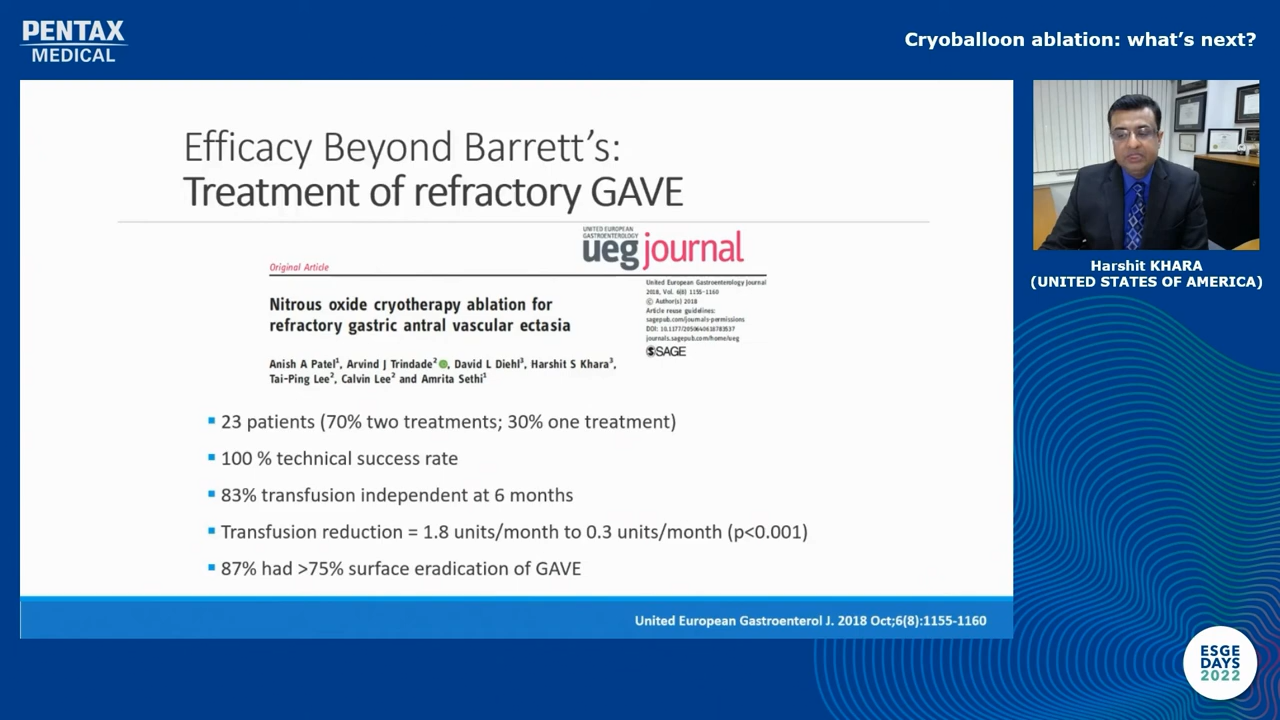 PENTAX
MEDICAL
Cryoballoon ablation: what's next?
Efficacy Beyond Barrett's:
Treatment of refractory GAVE
UNITED EUROPEAN
GASTROENTEROLOGY
ueg journal
Original Article
United European Gastroenterology Journal
2018, Vol. 6(8) 1155–1160
© Author(s) 2018
Article reuse guidelines:
sagepub.com/journals-permissions
DOI: 10.1177/2050640618783537
journals.sagepub.com/home/ueg
SAGE
Nitrous oxide cryotherapy ablation for
refractory gastric antral vascular ectasia
Anish A Patel1, Arvind J Trindade2, David L Diehl3, Harshit S Khara3,
Tai-Ping Lee2, Calvin Lee2 and Amrita Sethi1
▪ 23 patients (70% two treatments; 30% one treatment)
▪ 100 % technical success rate
▪ 83% transfusion independent at 6 months
▪ Transfusion reduction = 1.8 units/month to 0.3 units/month (p<0.001)
▪ 87% had >75% surface eradication of GAVE
United European Gastroenterol J. 2018 Oct;6(8):1155-1160
Harshit KHARA
(UNITED STATES OF AMERICA)
ESGE
DAYS
2022